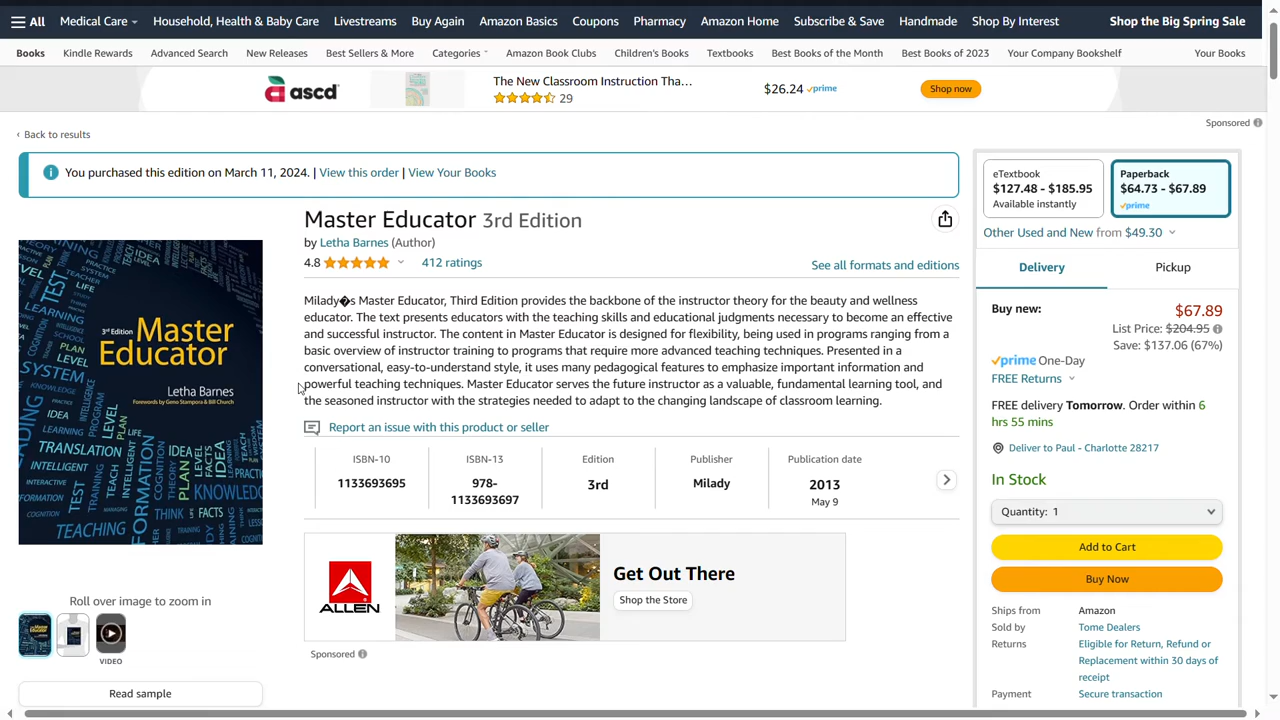 All Medical Care Household, Health & Baby Care Livestreams Buy Again Amazon Basics Coupons Pharmacy Amazon Home Subscribe & Save Handmade Shop By Interest Shop the Big Spring Sale
Books Kindle Rewards Advanced Search New Releases Best Sellers & More Categories Amazon Book Clubs Children's Books Textbooks Best Books of the Month Best Books of 2023 Your Company Bookshelf Your Books
ascd
The New Classroom Instruction Tha…
29
$26.24 prime
Shop now
Sponsored
‹ Back to results
You purchased this edition on March 11, 2024. | View this order | View Your Books
3rd Edition Master
Educator
Letha Barnes
Forewords by Geno Stampora & Bill Church
Roll over image to zoom in
VIDEO
Read sample
Master Educator 3rd Edition
by Letha Barnes (Author)
4.8 412 ratings
See all formats and editions
Milady�s Master Educator, Third Edition provides the backbone of the instructor theory for the beauty and wellness
educator. The text presents educators with the teaching skills and educational judgments necessary to become an effective
and successful instructor. The content in Master Educator is designed for flexibility, being used in programs ranging from a
basic overview of instructor training to programs that require more advanced teaching techniques. Presented in a
conversational, easy-to-understand style, it uses many pedagogical features to emphasize important information and
powerful teaching techniques. Master Educator serves the future instructor as a valuable, fundamental learning tool, and
the seasoned instructor with the strategies needed to adapt to the changing landscape of classroom learning.
Report an issue with this product or seller
ISBN-10
1133693695
ISBN-13
978-
1133693697
Edition
3rd
Publisher
Milady
Publication date
2013
May 9
ALLEN
Get Out There
Shop the Store
Sponsored
eTextbook
$127.48 - $185.95
Available instantly
Paperback
$64.73 - $67.89
prime
Other Used and New from $49.30
Delivery Pickup
Buy new: $67.89
List Price: $204.95
Save: $137.06 (67%)
prime One-Day
FREE Returns
FREE delivery Tomorrow. Order within 6
hrs 55 mins
Deliver to Paul - Charlotte 28217
In Stock
Quantity: 1
Add to Cart
Buy Now
Ships from Amazon
Sold by Tome Dealers
Returns Eligible for Return, Refund or
Replacement within 30 days of
receipt
Payment Secure transaction